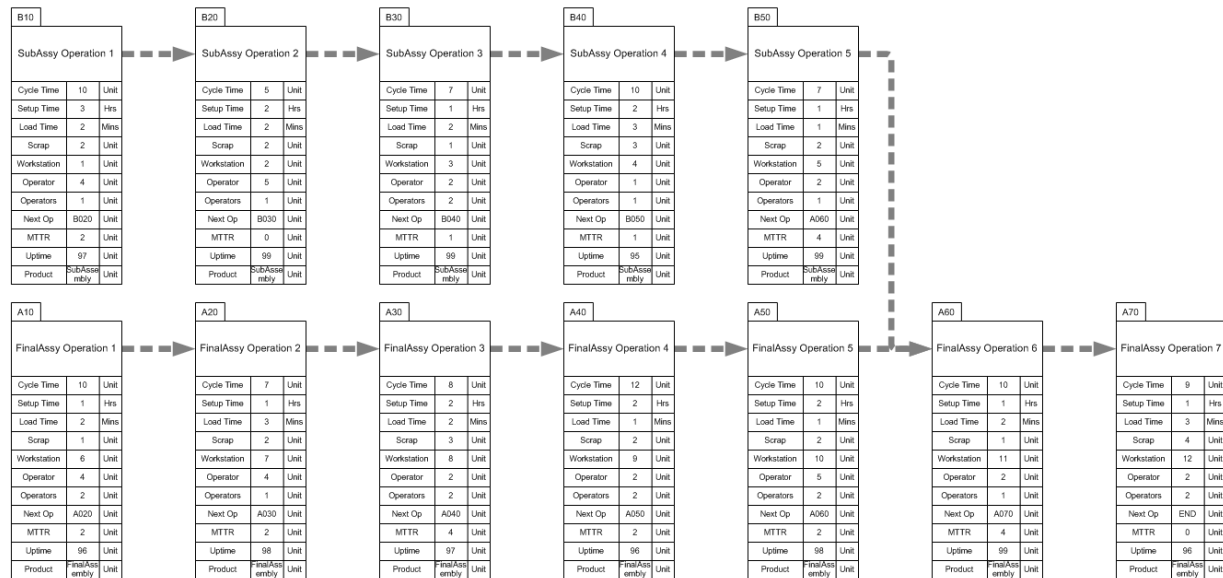 B10 B20 B30 B40 B50
SubAssy Operation 1 SubAssy Operation 2 SubAssy Operation 3 SubAssy Operation 4 SubAssy Operation 5
Cycle Time 10 Unit Cycle Time 5 Unit Cycle Time 7 Unit Cycle Time 10 Unit Cycle Time 7 Unit
Setup Time 3 Hrs Setup Time 2 Hrs Setup Time 1 Hrs Setup Time 2 Hrs Setup Time 1 Hrs
Load Time 2 Mins Load Time 2 Mins Load Time 2 Mins Load Time 3 Mins Load Time 1 Mins
Scrap 2 Unit Scrap 2 Unit Scrap 1 Unit Scrap 3 Unit Scrap 2 Unit
Workstation 1 Unit Workstation 2 Unit Workstation 3 Unit Workstation 4 Unit Workstation 5 Unit
Operator 4 Unit Operator 5 Unit Operator 2 Unit Operator 1 Unit Operator 2 Unit
Operators 1 Unit Operators 1 Unit Operators 2 Unit Operators 1 Unit Operators 1 Unit
Next Op B020 Unit Next Op B030 Unit Next Op B040 Unit Next Op B050 Unit Next Op A060 Unit
MTTR 2 Unit MTTR 0 Unit MTTR 1 Unit MTTR 1 Unit MTTR 4 Unit
Uptime 97 Unit Uptime 99 Unit Uptime 99 Unit Uptime 95 Unit Uptime 99 Unit
Product SubAssembly Unit Product SubAssembly Unit Product SubAssembly Unit Product SubAssembly Unit Product SubAssembly Unit
A10 A20 A30 A40 A50 A60 A70
FinalAssy Operation 1 FinalAssy Operation 2 FinalAssy Operation 3 FinalAssy Operation 4 FinalAssy Operation 5 FinalAssy Operation 6 FinalAssy Operation 7
Cycle Time 10 Unit Cycle Time 7 Unit Cycle Time 8 Unit Cycle Time 12 Unit Cycle Time 10 Unit Cycle Time 10 Unit Cycle Time 9 Unit
Setup Time 1 Hrs Setup Time 1 Hrs Setup Time 2 Hrs Setup Time 2 Hrs Setup Time 2 Hrs Setup Time 1 Hrs Setup Time 1 Hrs
Load Time 2 Mins Load Time 3 Mins Load Time 2 Mins Load Time 1 Mins Load Time 1 Mins Load Time 2 Mins Load Time 3 Mins
Scrap 1 Unit Scrap 2 Unit Scrap 3 Unit Scrap 2 Unit Scrap 2 Unit Scrap 1 Unit Scrap 4 Unit
Workstation 6 Unit Workstation 7 Unit Workstation 8 Unit Workstation 9 Unit Workstation 10 Unit Workstation 11 Unit Workstation 12 Unit
Operator 4 Unit Operator 4 Unit Operator 2 Unit Operator 2 Unit Operator 5 Unit Operator 2 Unit Operator 2 Unit
Operators 2 Unit Operators 1 Unit Operators 2 Unit Operators 2 Unit Operators 2 Unit Operators 1 Unit Operators 2 Unit
Next Op A020 Unit Next Op A030 Unit Next Op A040 Unit Next Op A050 Unit Next Op A060 Unit Next Op A070 Unit Next Op END Unit
MTTR 2 Unit MTTR 2 Unit MTTR 4 Unit MTTR 2 Unit MTTR 2 Unit MTTR 4 Unit MTTR 0 Unit
Uptime 96 Unit Uptime 98 Unit Uptime 97 Unit Uptime 96 Unit Uptime 98 Unit Uptime 99 Unit Uptime 96 Unit
Product FinalAssembly Unit Product FinalAssembly Unit Product FinalAssembly Unit Product FinalAssembly Unit Product FinalAssembly Unit Product FinalAssembly Unit Product FinalAssembly Unit